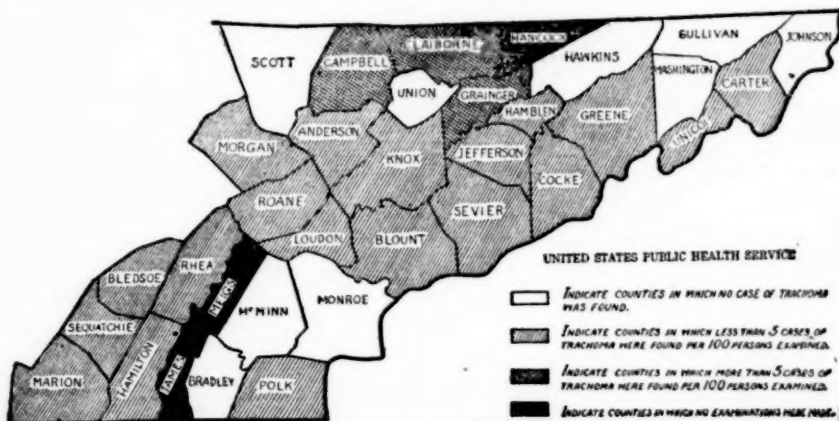 SCOTT
CAMPBELL
CLAIBORNE
HANCOCK
HAWKINS
SULLIVAN
JOHNSON
UNION
GRAINGER
HAMBLEN
GREENE
WASHINGTON
CARTER
UNICOI
MORGAN
ANDERSON
KNOX
JEFFERSON
COCKE
ROANE
LOUDON
BLOUNT
SEVIER
BLEDSOE
RHEA
MEIGS
McMINN
MONROE
SEQUATCHIE
HAMILTON
JAMES
MARION
BRADLEY
POLK
UNITED STATES PUBLIC HEALTH SERVICE
INDICATE COUNTIES IN WHICH NO CASE OF TRACHOMA
WAS FOUND.
INDICATE COUNTIES IN WHICH LESS THAN 5 CASES OF
TRACHOMA WERE FOUND PER 100 PERSONS EXAMINED.
INDICATE COUNTIES IN WHICH MORE THAN 5 CASES OF
TRACHOMA WERE FOUND PER 100 PERSONS EXAMINED.
INDICATE COUNTIES IN WHICH NO EXAMINATIONS WERE MADE.